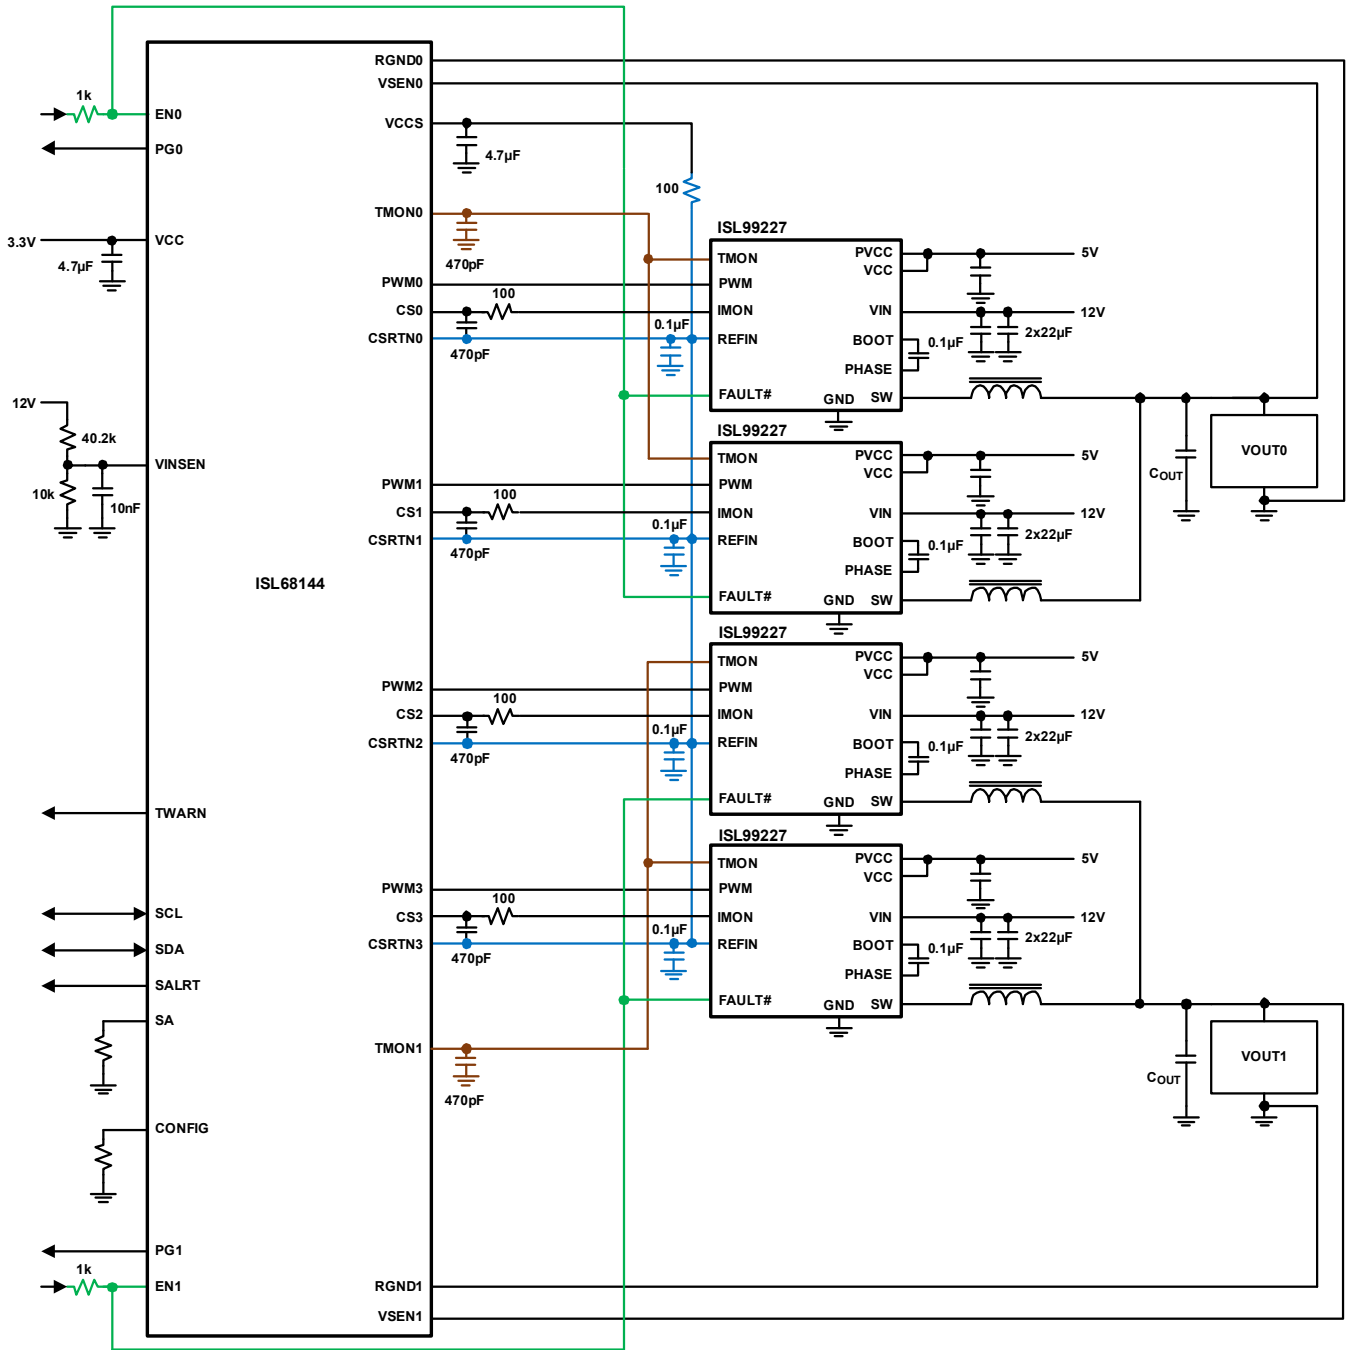 RGND0
VSEN0
1k
EN0
VCCS
PG0
4.7µF
100
TMON0
ISL99227
3.3V
VCC
4.7µF
470pF
TMON
PVCC
VCC
5V
PWM0
PWM
100
CS0
IMON
VIN
12V
0.1µF
2x22µF
CSRTN0
REFIN
BOOT
0.1µF
470pF
PHASE
FAULT#
GND
SW
12V
ISL99227
40.2k
VINSEN
10k
10nF
TMON
PVCC
VCC
5V
VOUT0
COUT
PWM1
PWM
100
CS1
IMON
VIN
12V
0.1µF
2x22µF
CSRTN1
REFIN
BOOT
0.1µF
470pF
PHASE
ISL68144
FAULT#
GND
SW
ISL99227
TMON
PVCC
VCC
5V
PWM2
PWM
100
CS2
IMON
VIN
12V
0.1µF
2x22µF
CSRTN2
REFIN
BOOT
0.1µF
470pF
PHASE
FAULT#
GND
SW
TWARN
ISL99227
TMON
PVCC
VCC
5V
PWM3
PWM
100
SCL
CS3
IMON
VIN
12V
0.1µF
2x22µF
SDA
CSRTN3
REFIN
BOOT
0.1µF
470pF
PHASE
SALRT
FAULT#
GND
SW
SA
TMON1
470pF
VOUT1
COUT
CONFIG
PG1
1k
EN1
RGND1
VSEN1